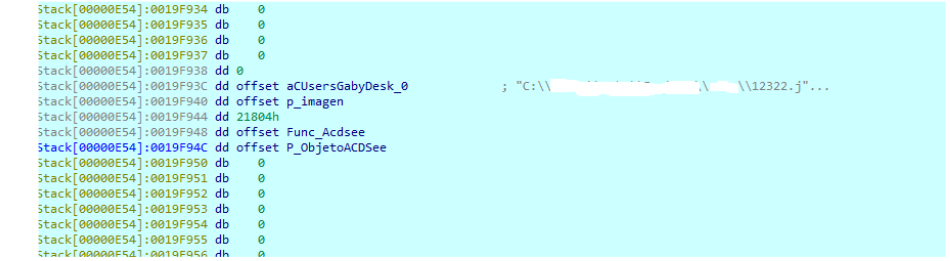 Stack[00000E54]:0019F934 db 0
Stack[00000E54]:0019F935 db 0
Stack[00000E54]:0019F936 db 0
Stack[00000E54]:0019F937 db 0
Stack[00000E54]:0019F938 dd 0
Stack[00000E54]:0019F93C dd offset aCUsersGabyDesk_0 ; "C:\\ \\ \\12322.j"...
Stack[00000E54]:0019F940 dd offset p_imagen
Stack[00000E54]:0019F944 dd 21804h
Stack[00000E54]:0019F948 dd offset Func_Acdsee
Stack[00000E54]:0019F94C dd offset P_ObjetoACDSee
Stack[00000E54]:0019F950 db 0
Stack[00000E54]:0019F951 db 0
Stack[00000E54]:0019F952 db 0
Stack[00000E54]:0019F953 db 0
Stack[00000E54]:0019F954 db 0
Stack[00000E54]:0019F955 db 0
Stack[00000E54]:0019F956 db 0